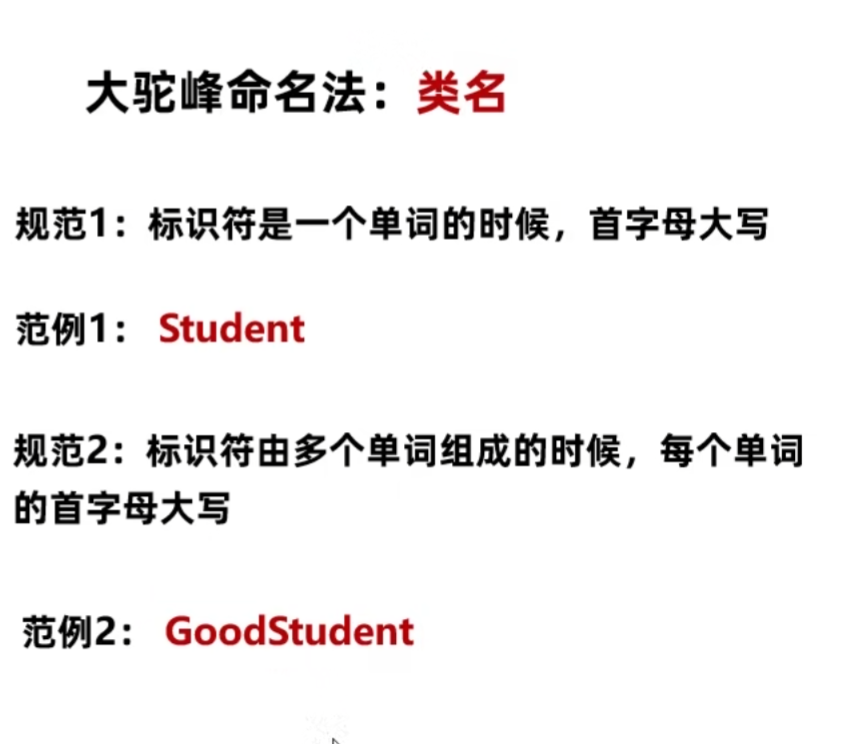 大驼峰命名法：类名
规范1：标识符是一个单词的时候，首字母大写
范例1： Student
规范2：标识符由多个单词组成的时候，每个单词
的首字母大写
范例2： GoodStudent